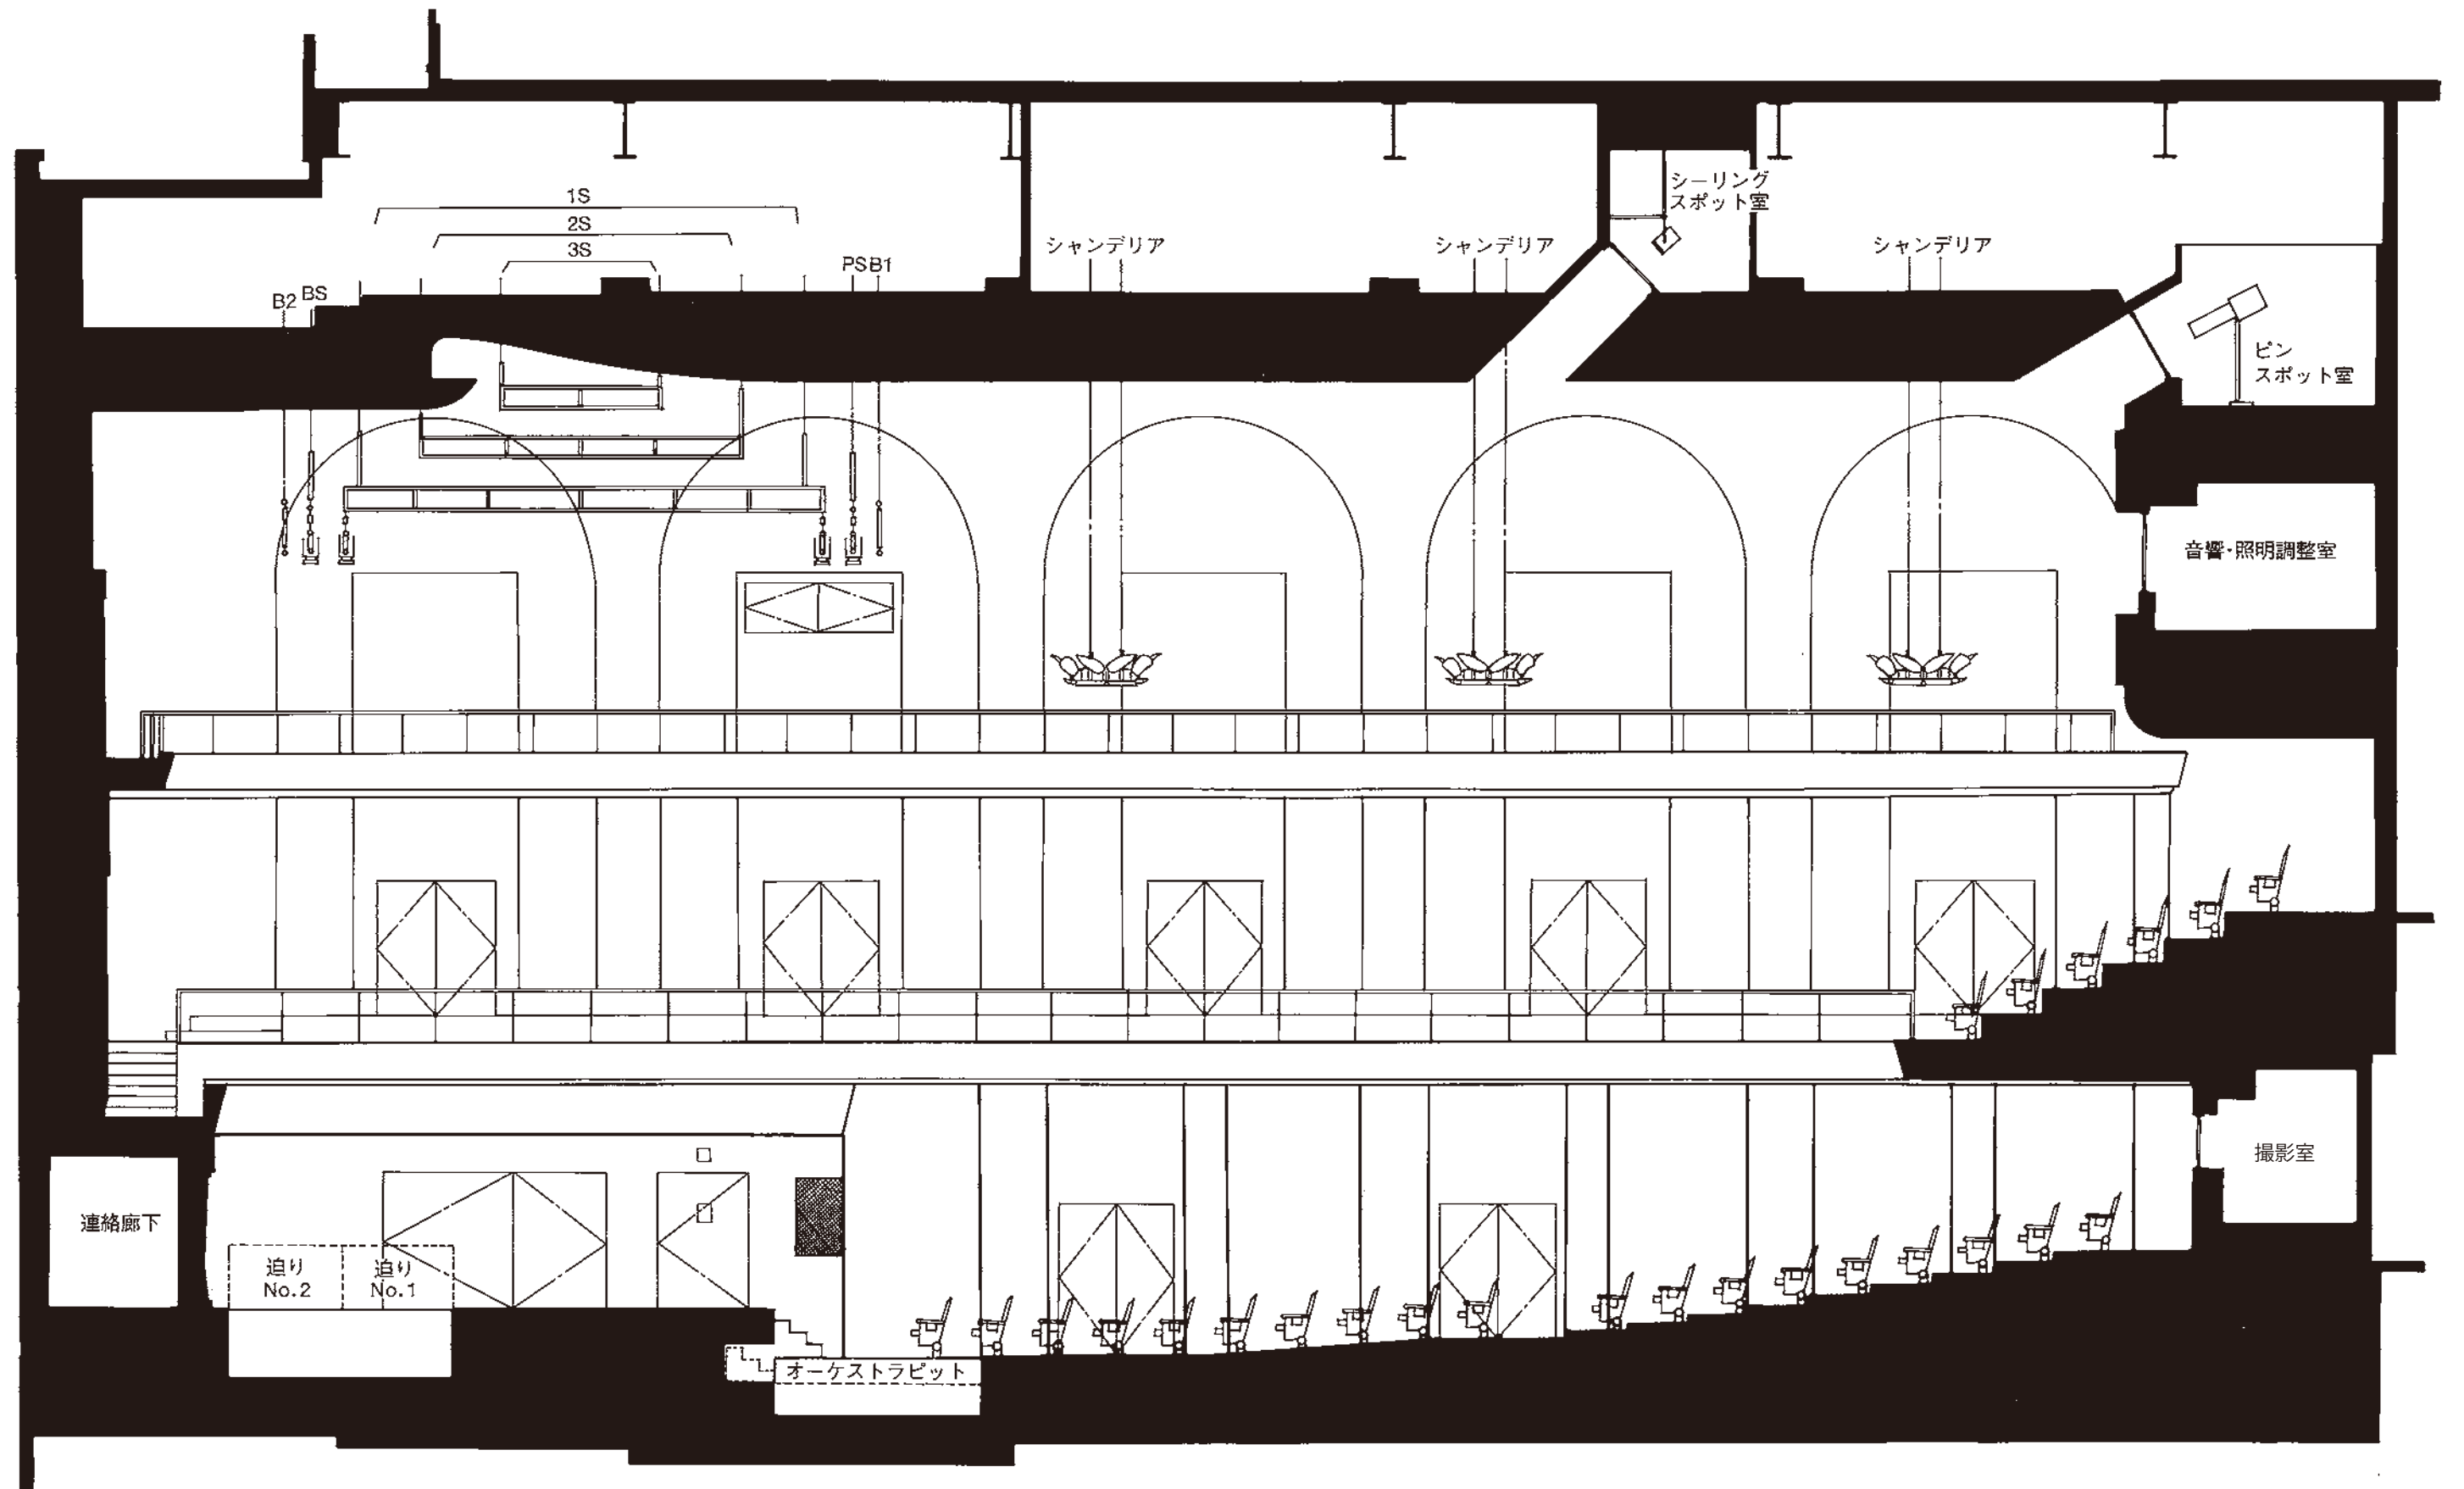 1S
2S
3S
B2
BS
PS
B1
シャンデリア
シャンデリア
シャンデリア
シーリング
スポット室
ピン
スポット室
音響・照明調整室
撮影室
連絡廊下
迫り
No.2
迫り
No.1
オーケストラピット